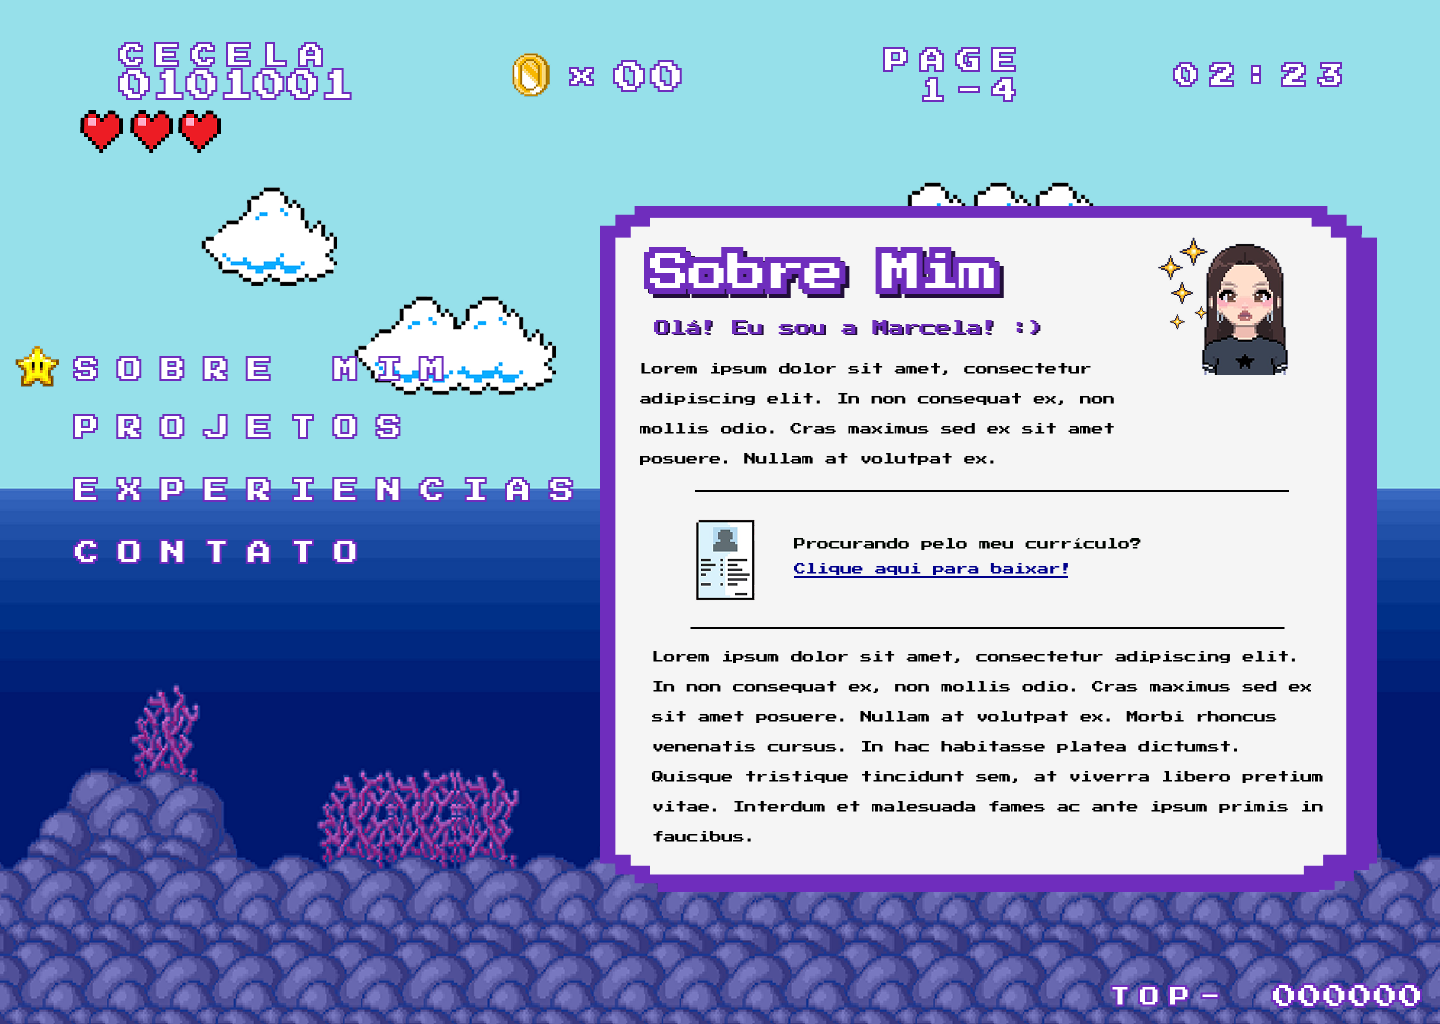 CECELA
0101001
x 00
PAGE
1-4
02:23
SOBRE MIM
PROJETOS
EXPERIENCIAS
CONTATO
Sobre Mim
Olá! Eu sou a Marcela! :)
Lorem ipsum dolor sit amet, consectetur
adipiscing elit. In non consequat ex, non
mollis odio. Cras maximus sed ex sit amet
posuere. Nullam at volutpat ex.
Procurando pelo meu currículo?
Clique aqui para baixar!
Lorem ipsum dolor sit amet, consectetur adipiscing elit.
In non consequat ex, non mollis odio. Cras maximus sed ex
sit amet posuere. Nullam at volutpat ex. Morbi rhoncus
venenatis cursus. In hac habitasse platea dictumst.
Quisque tristique tincidunt sem, at viverra libero pretium
vitae. Interdum et malesuada fames ac ante ipsum primis in
faucibus.
TOP- 000000